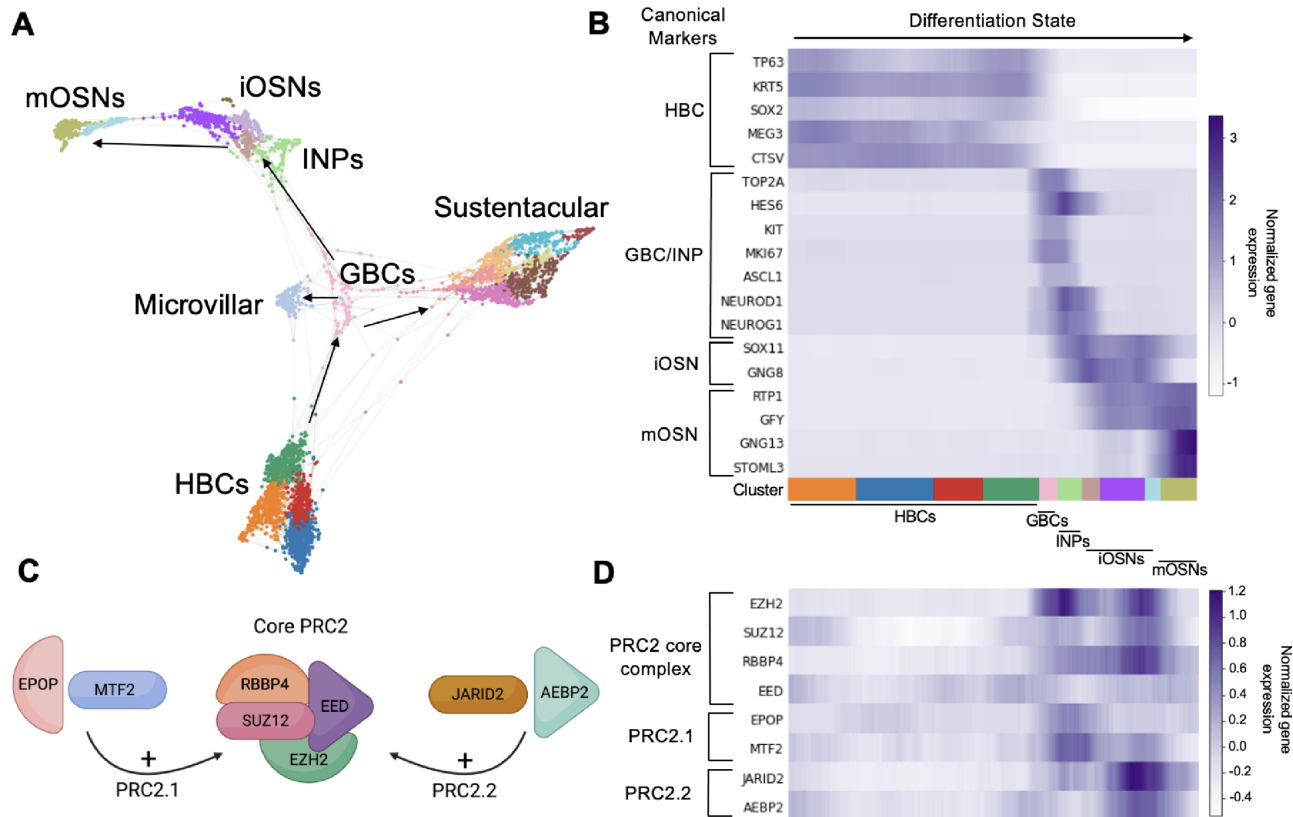 A
mOSNs
iOSNs
INPs
Sustentacular
GBCs
Microvillar
HBCs
B
Canonical
Markers
Differentiation State
HBC
TP63
KRT5
SOX2
MEG3
CTSV
GBC/INP
TOP2A
HES6
KIT
MKI67
ASCL1
NEUROD1
NEUROG1
iOSN
SOX11
GNG8
mOSN
RTP1
GFY
GNG13
STOML3
Cluster
HBCs
GBCs
INPs
iOSNs
mOSNs
3
2
1
0
-1
Normalized gene
expression
C
Core PRC2
EPOP
MTF2
RBBP4
SUZ12
EED
EZH2
JARID2
AEBP2
+
PRC2.1
+
PRC2.2
D
PRC2 core
complex
EZH2
SUZ12
RBBP4
EED
PRC2.1
EPOP
MTF2
PRC2.2
JARID2
AEBP2
1.2
1.0
0.8
0.6
0.4
0.2
0.0
-0.2
-0.4
Normalized gene
expression